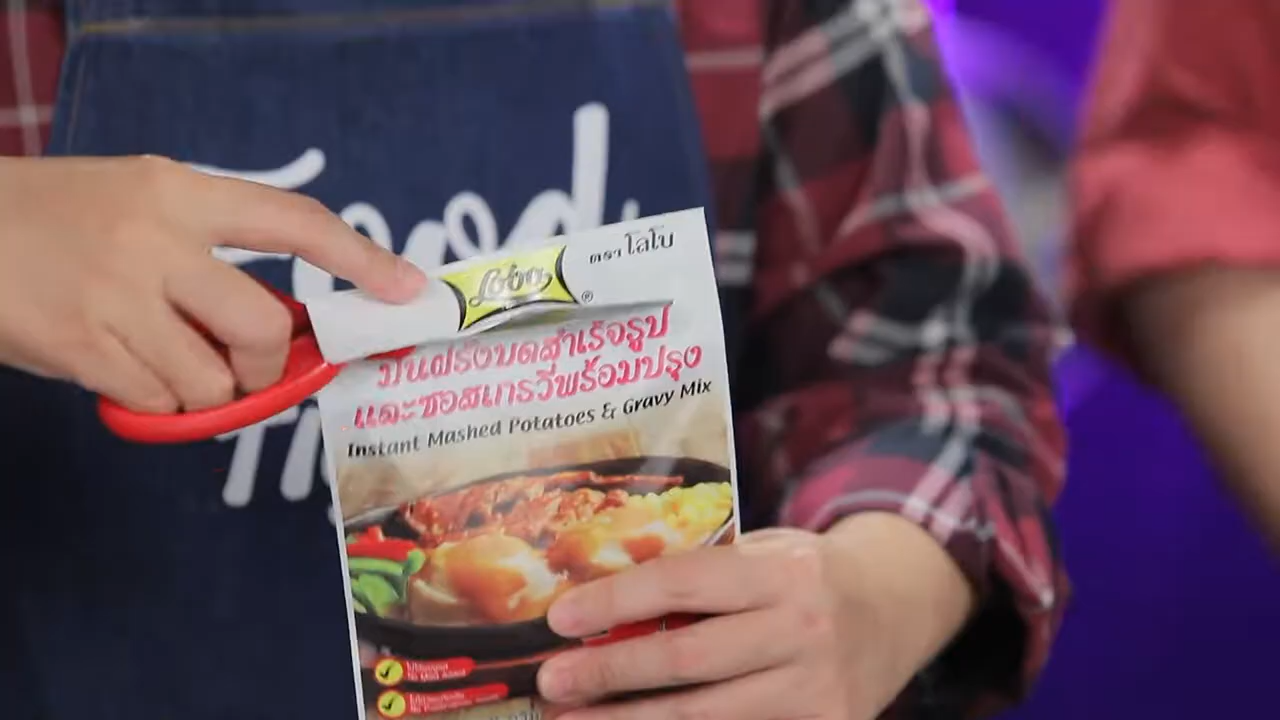 Food
Lobo
®
ตราโลโบ
มันฝรั่งบดสำเร็จรูป
และซอสเกรวี่พร้อมปรุง
Instant Mashed Potatoes & Gravy Mix